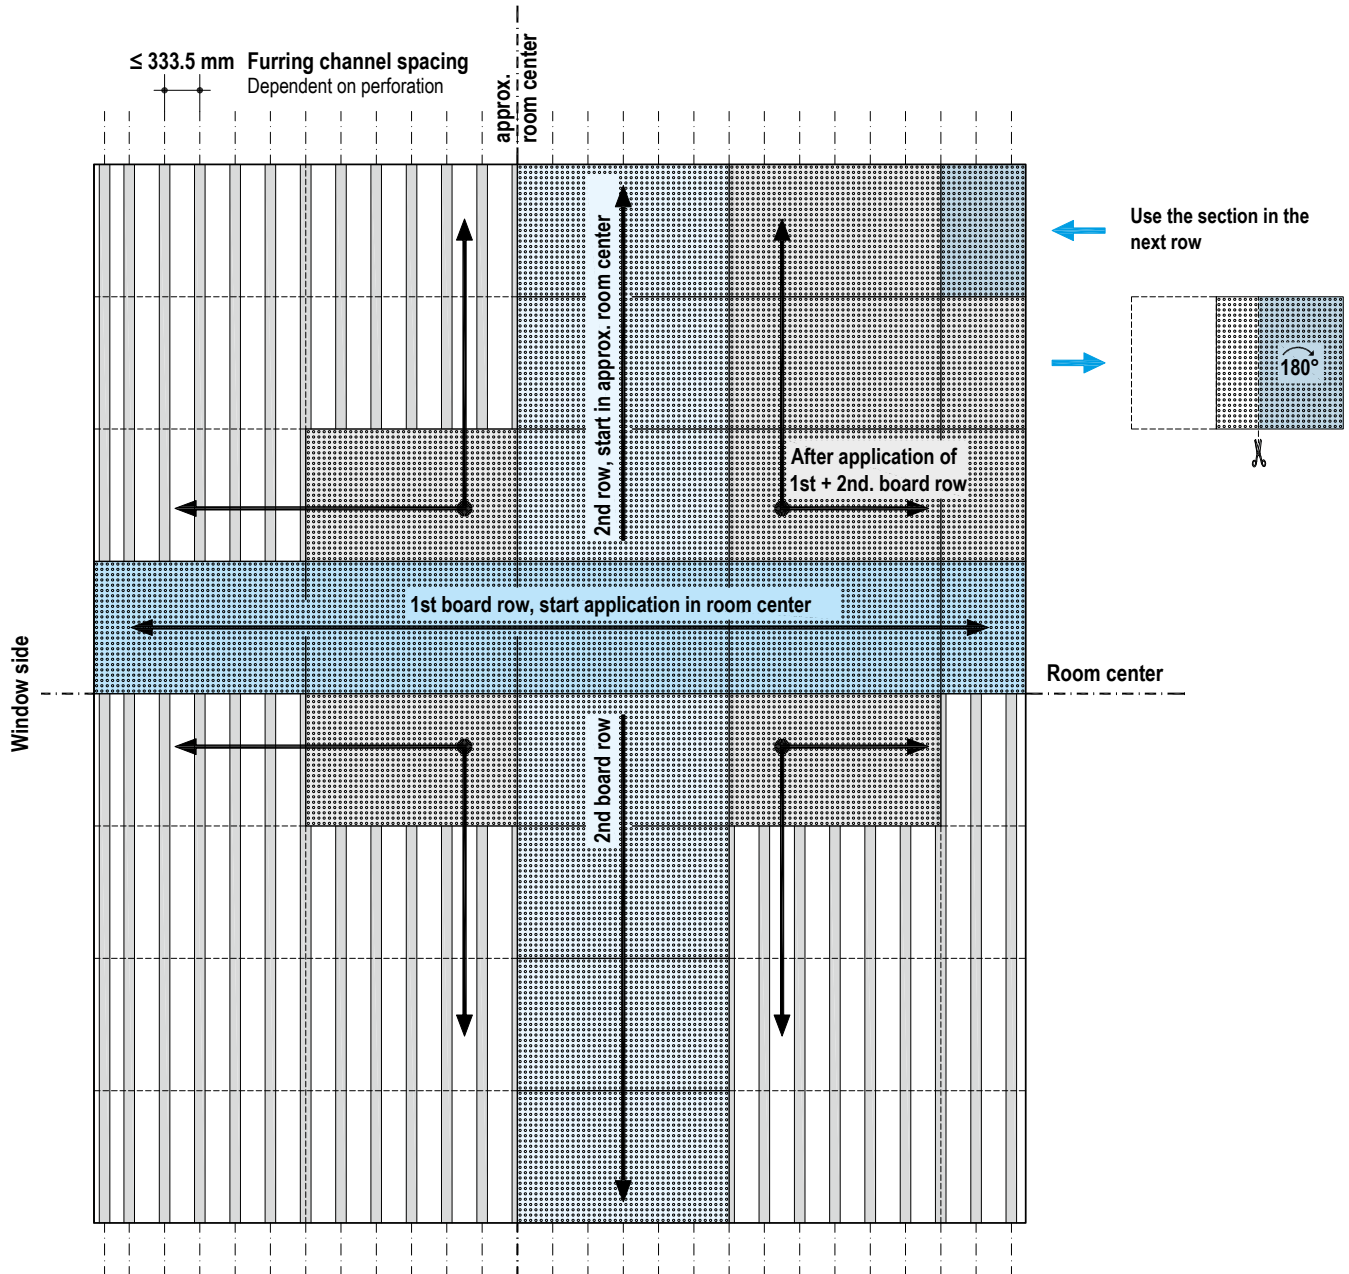 ≤ 333.5 mm Furring channel spacing
Dependent on perforation
approx.
room center
Use the section in the
next row
180°
2nd row, start in approx. room center
After application of
1st + 2nd. board row
1st board row, start application in room center
Window side
Room center
2nd board row